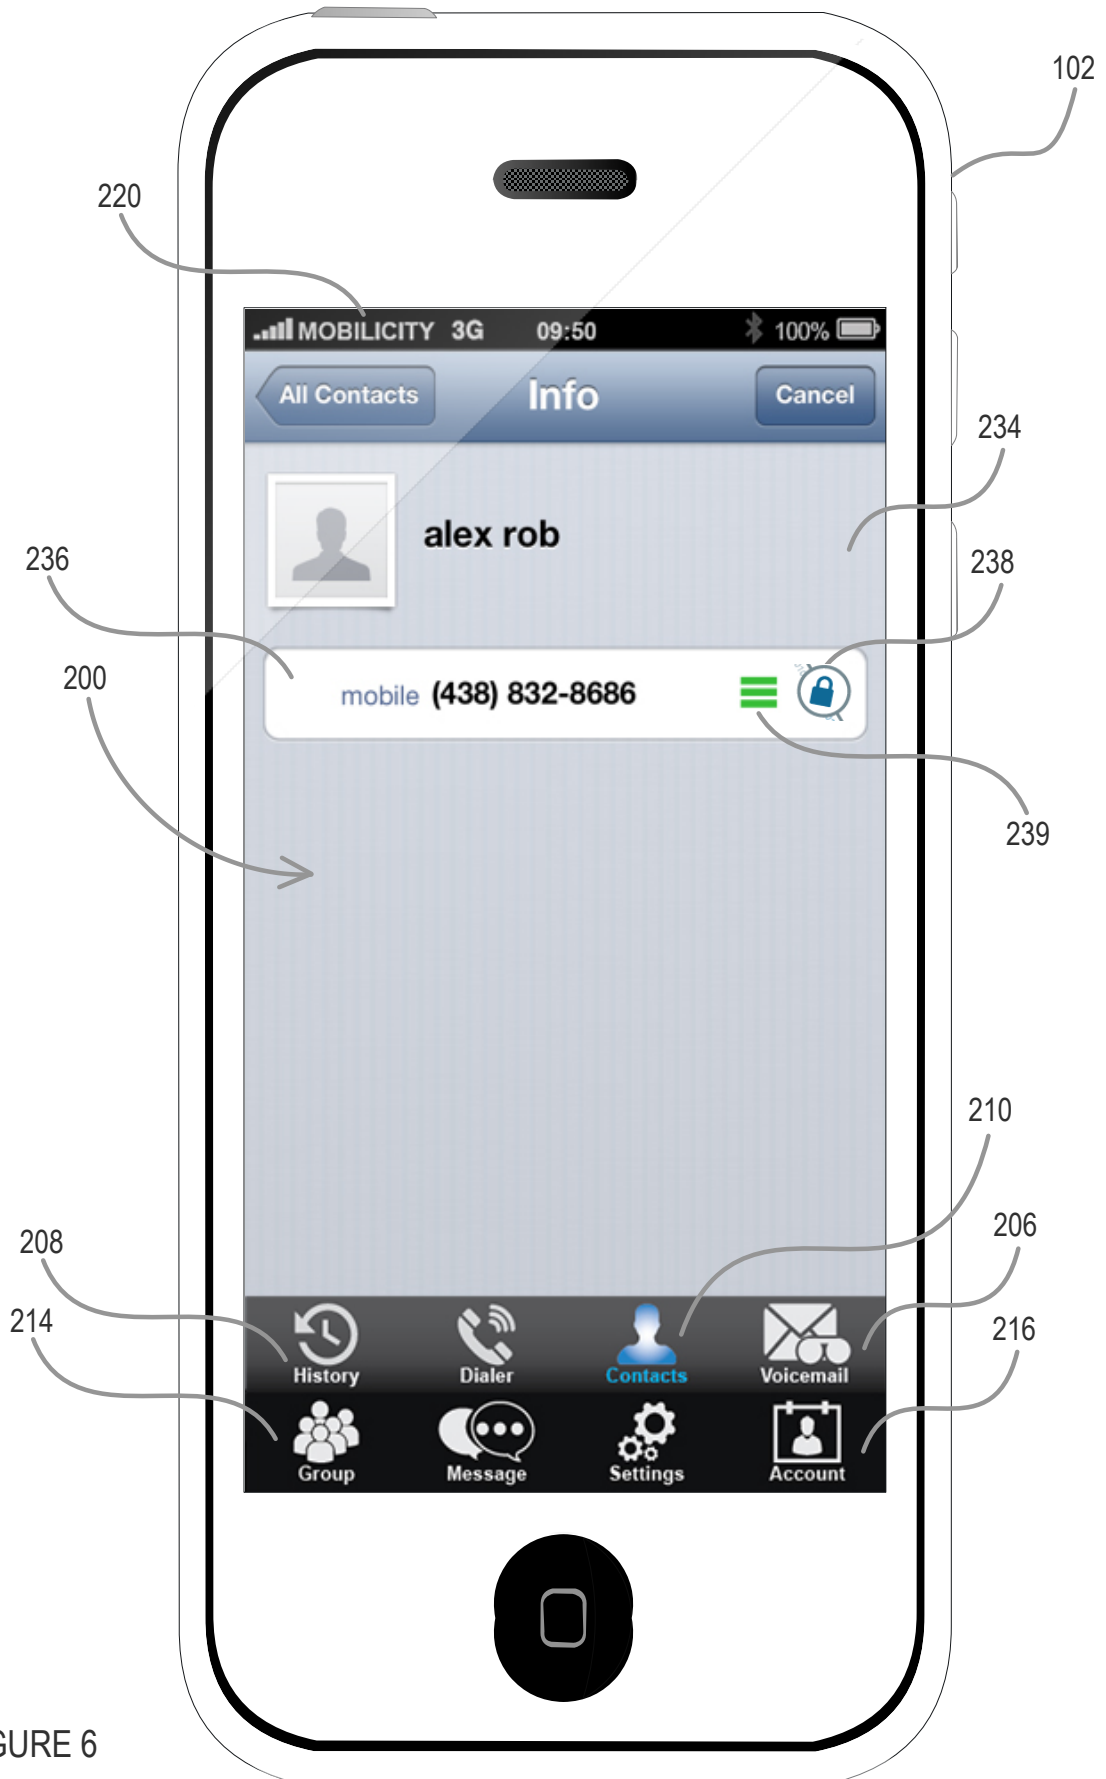 102
220
MOBILICITY 3G 09:50 100%
All Contacts Info Cancel
234
alex rob
236
238
200
mobile (438) 832-8686
239
210
208
206
214
216
History Dialer Contacts Voicemail
Group Message Settings Account
GURE 6